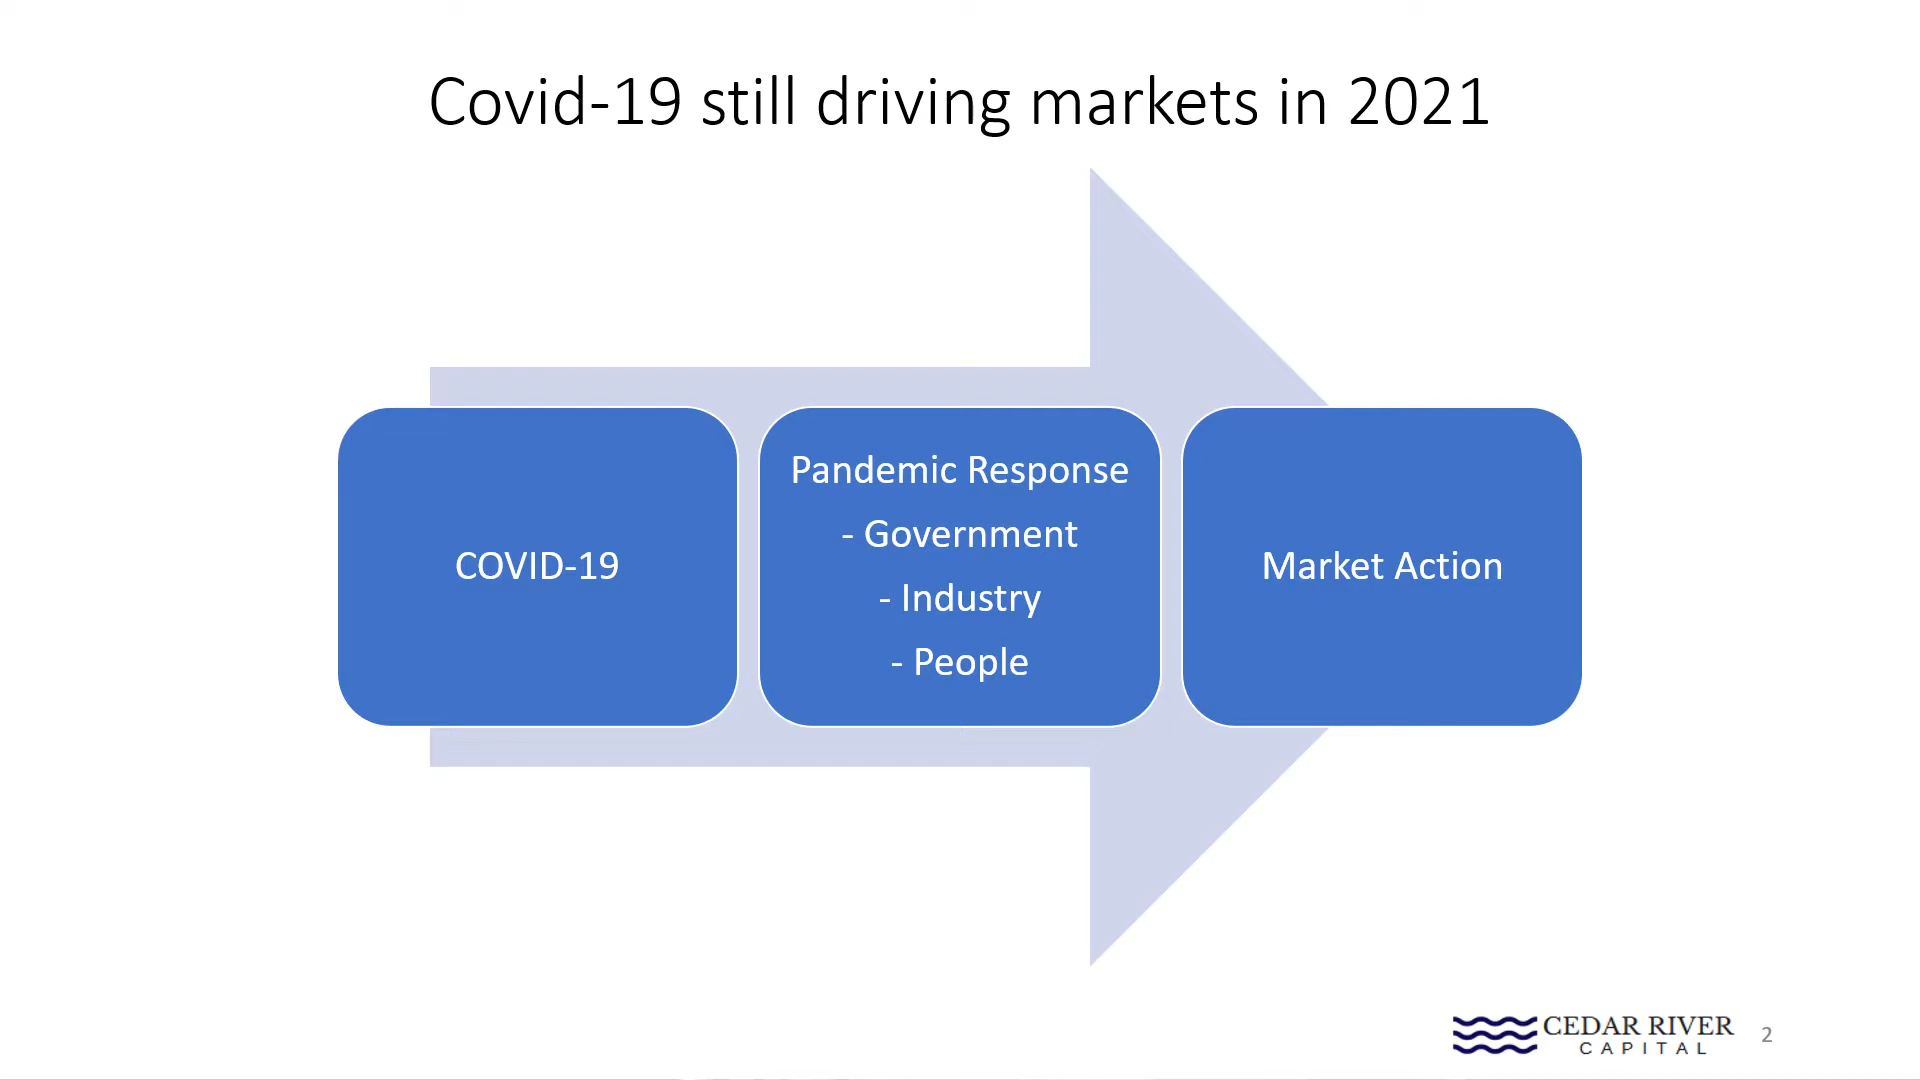 Covid-19 still driving markets in 2021
COVID-19
Pandemic Response
- Government
- Industry
- People
Market Action
CEDAR RIVER
CAPITAL
2